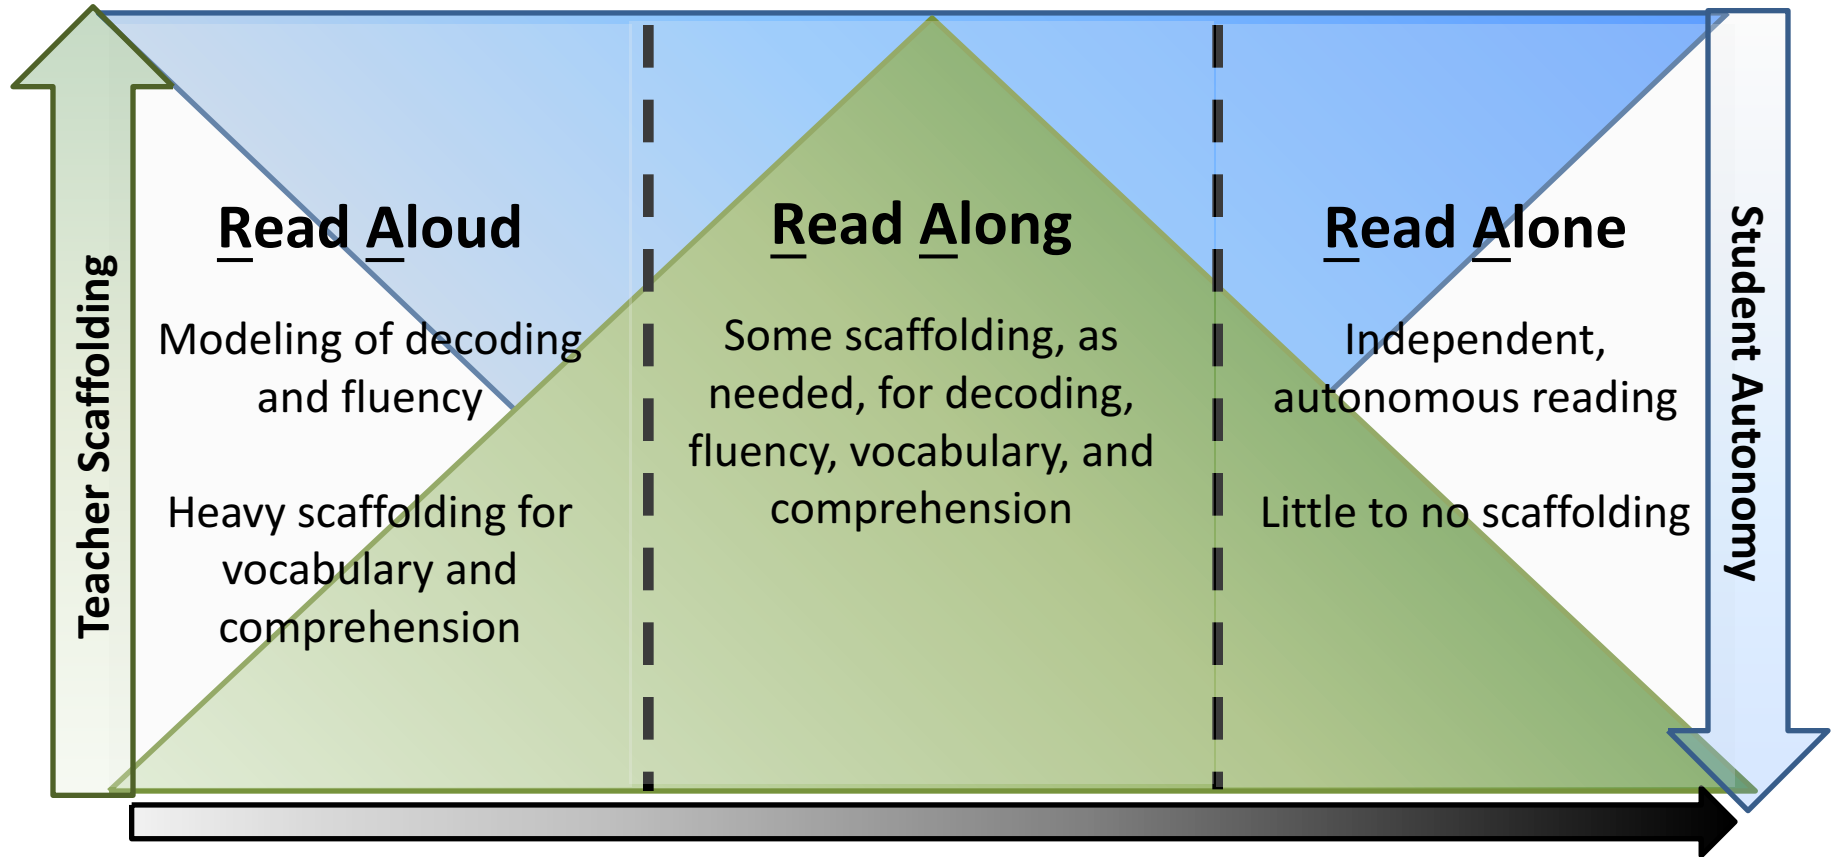 Teacher Scaffolding
Read Aloud
Modeling of decoding
and fluency
Heavy scaffolding for
vocabulary and
comprehension
Read Along
Some scaffolding, as
needed, for decoding,
fluency, vocabulary, and
comprehension
Read Alone
Independent,
autonomous reading
Little to no scaffolding
Student Autonomy